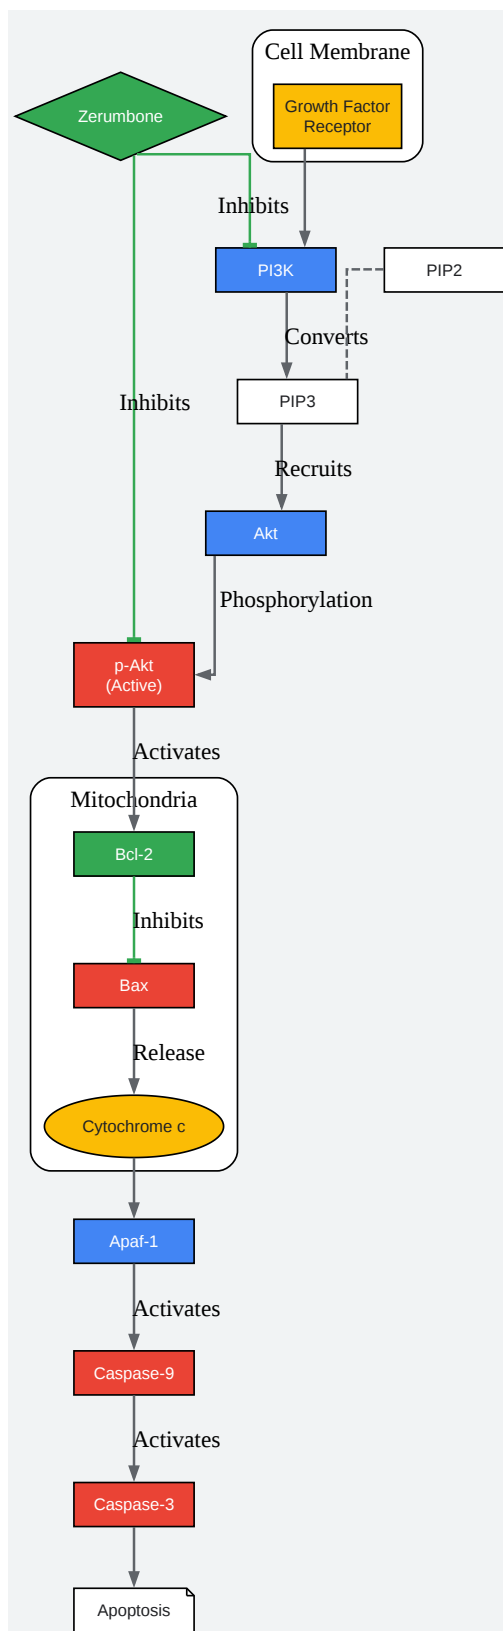 Cell Membrane
Zerumbone
Growth Factor
Receptor
Inhibits
PI3K
PIP2
Converts
Inhibits
PIP3
Recruits
Akt
Phosphorylation
p-Akt
(Active)
Activates
Mitochondria
Bcl-2
Inhibits
Bax
Release
Cytochrome c
Apaf-1
Activates
Caspase-9
Activates
Caspase-3
Apoptosis